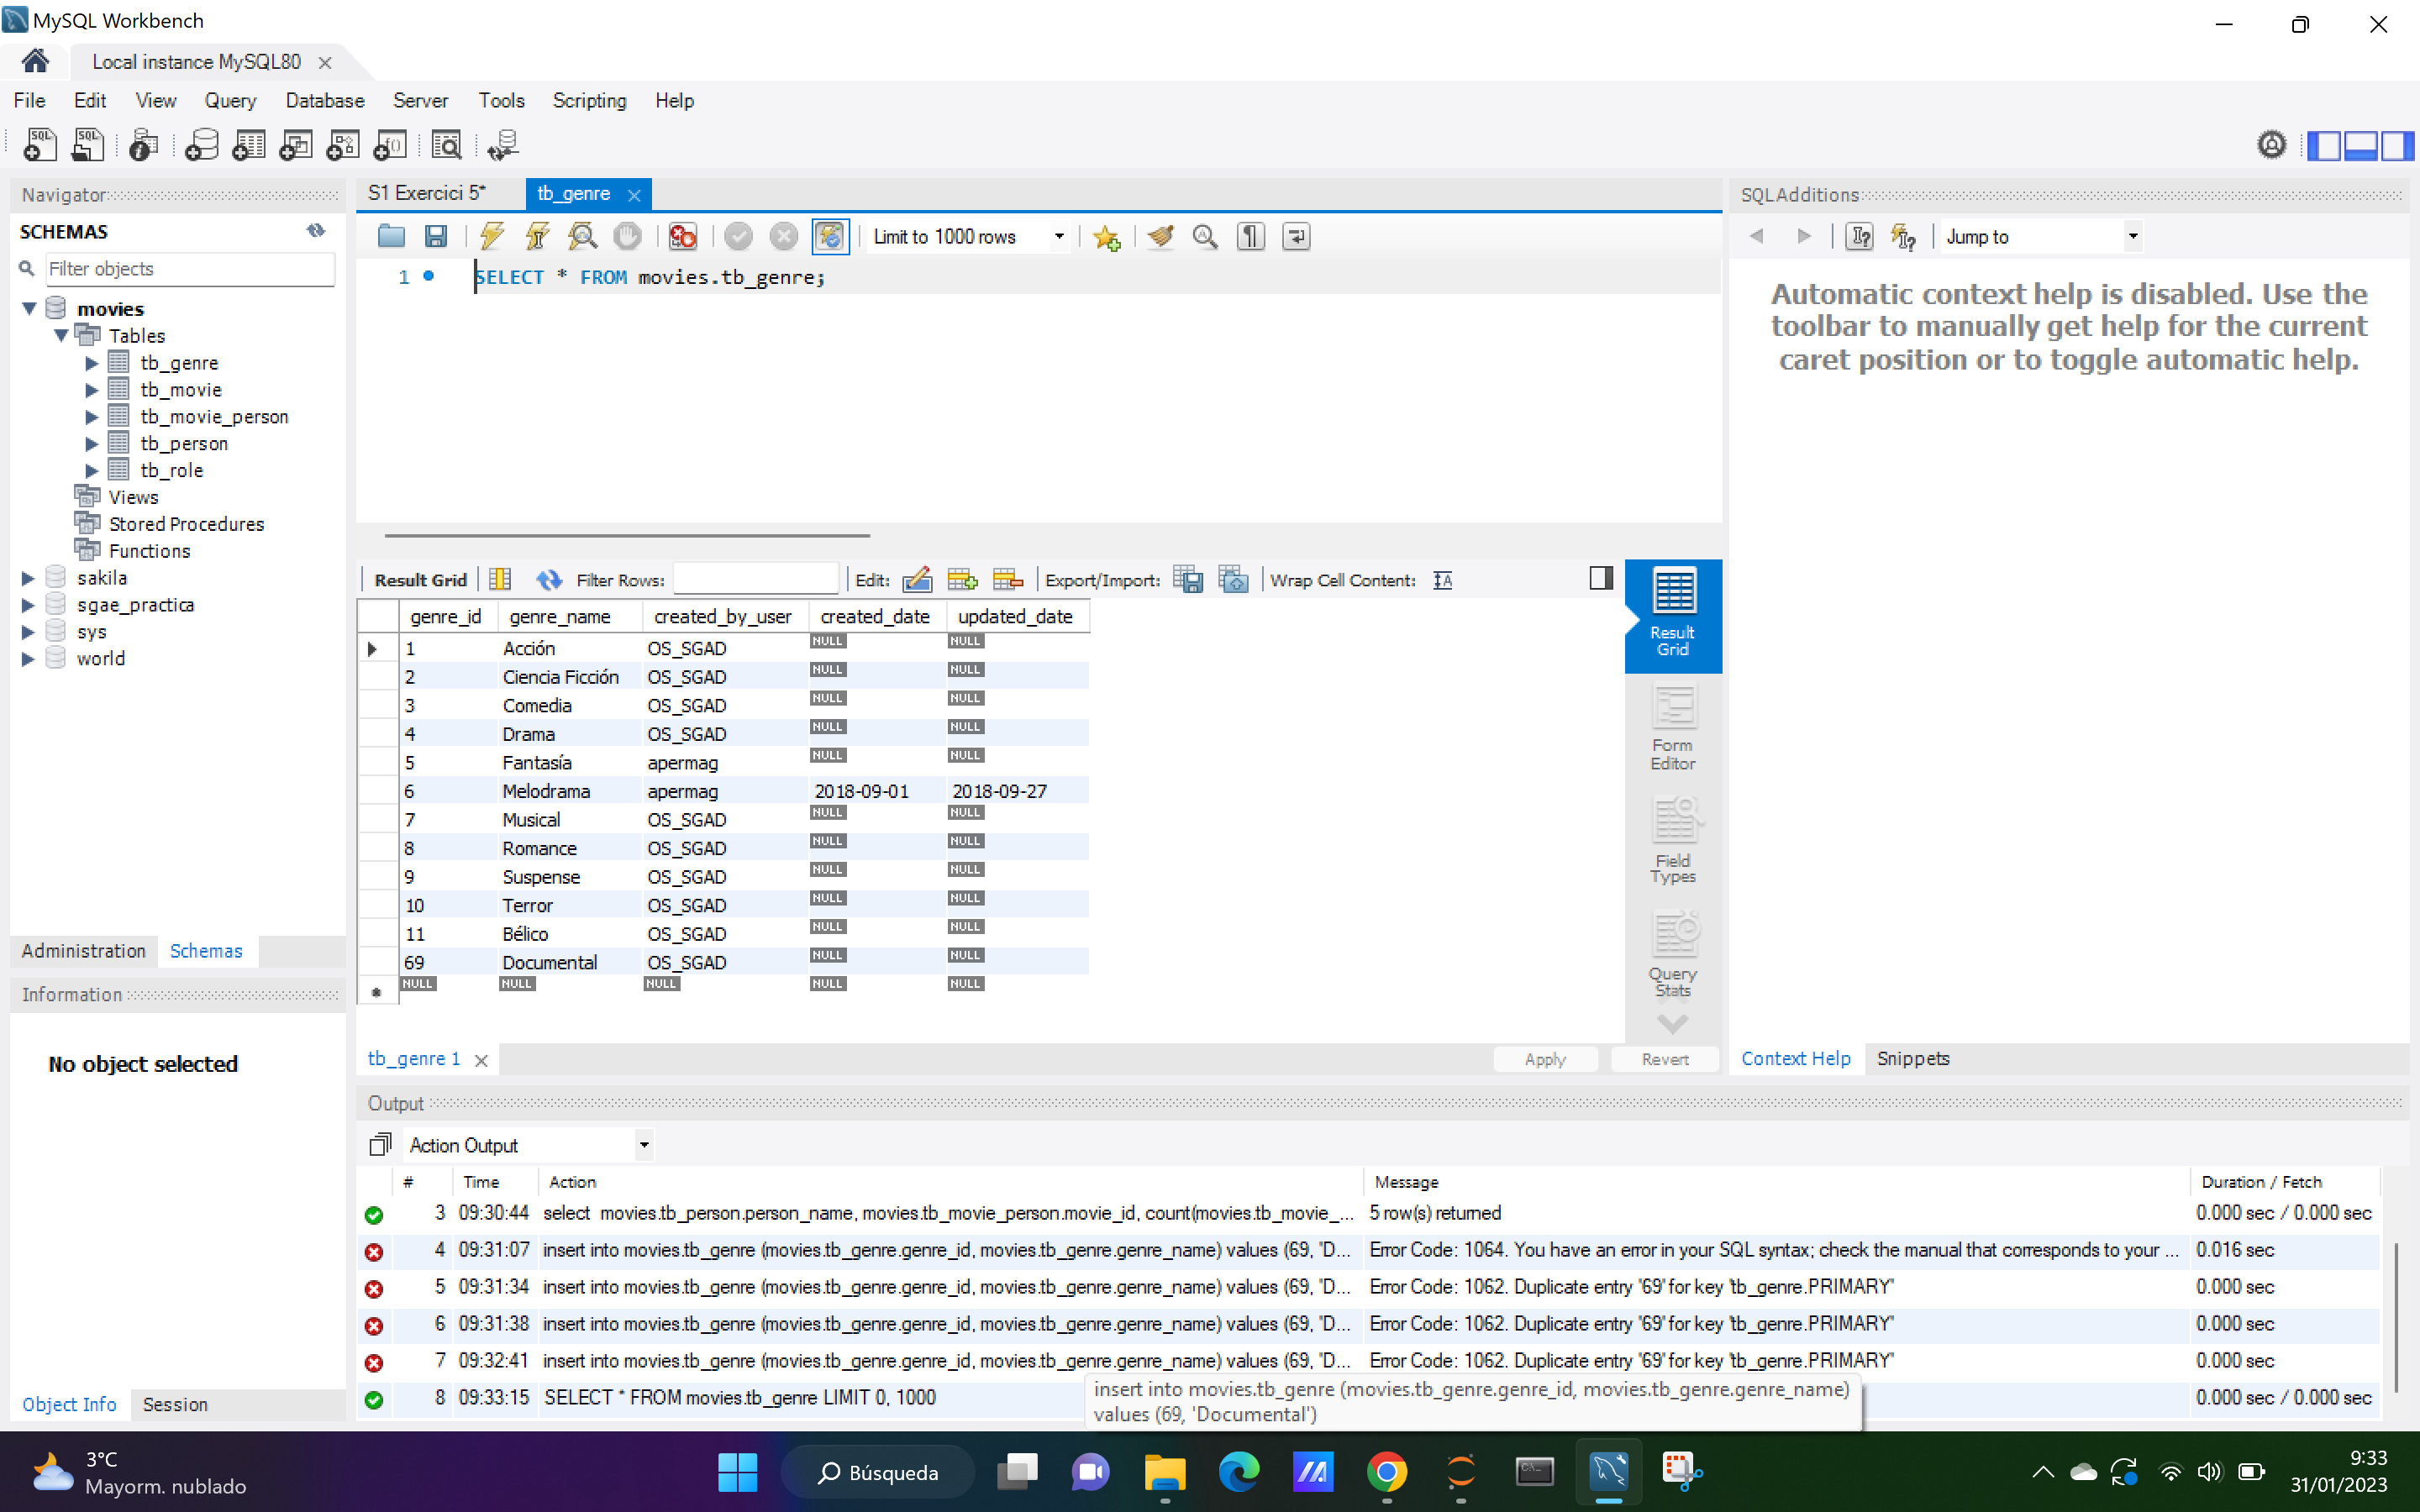 MySQL Workbench
Local instance MySQL80
File Edit View Query Database Server Tools Scripting Help
Navigator
SCHEMAS
Filter objects
movies
Tables
tb_genre
tb_movie
tb_movie_person
tb_person
tb_role
Views
Stored Procedures
Functions
sakila
sgae_practica
sys
world
Administration Schemas
Information
No object selected
Object Info Session
S1 Exercici 5* tb_genre
Limit to 1000 rows
1 SELECT * FROM movies.tb_genre;
Result Grid Filter Rows: Edit: Export/Import: Wrap Cell Content:
genre_id genre_name created_by_user created_date updated_date
1 Acción OS_SGAD NULL NULL
2 Ciencia Ficción OS_SGAD NULL NULL
3 Comedia OS_SGAD NULL NULL
4 Drama OS_SGAD NULL NULL
5 Fantasía apermag NULL NULL
6 Melodrama apermag 2018-09-01 2018-09-27
7 Musical OS_SGAD NULL NULL
8 Romance OS_SGAD NULL NULL
9 Suspense OS_SGAD NULL NULL
10 Terror OS_SGAD NULL NULL
11 Bélico OS_SGAD NULL NULL
69 Documental OS_SGAD NULL NULL
NULL NULL NULL NULL NULL
Result
Grid
Form
Editor
Field
Types
Query
Stats
tb_genre 1 Apply Revert
SQLAdditions
Jump to
Automatic context help is disabled. Use the
toolbar to manually get help for the current
caret position or to toggle automatic help.
Context Help Snippets
Output
Action Output
# Time Action Message Duration / Fetch
3 09:30:44 select movies.tb_person.person_name, movies.tb_movie_person.movie_id, count(movies.tb_movie_... 5 row(s) returned 0.000 sec / 0.000 sec
4 09:31:07 insert into movies.tb_genre (movies.tb_genre.genre_id, movies.tb_genre.genre_name) values (69, "D... Error Code: 1064. You have an error in your SQL syntax; check the manual that corresponds to your ... 0.016 sec
5 09:31:34 insert into movies.tb_genre (movies.tb_genre.genre_id, movies.tb_genre.genre_name) values (69, 'D... Error Code: 1062. Duplicate entry '69' for key 'tb_genre.PRIMARY' 0.000 sec
6 09:31:38 insert into movies.tb_genre (movies.tb_genre.genre_id, movies.tb_genre.genre_name) values (69, 'D... Error Code: 1062. Duplicate entry '69' for key 'tb_genre.PRIMARY' 0.000 sec
7 09:32:41 insert into movies.tb_genre (movies.tb_genre.genre_id, movies.tb_genre.genre_name) values (69, 'D... Error Code: 1062. Duplicate entry '69' for key 'tb_genre.PRIMARY' 0.000 sec
8 09:33:15 SELECT * FROM movies.tb_genre LIMIT 0, 1000 0.000 sec / 0.000 sec
insert into movies.tb_genre (movies.tb_genre.genre_id, movies.tb_genre.genre_name)
values (69, 'Documental')
3°C
Mayorm. nublado
Búsqueda
9:33
31/01/2023